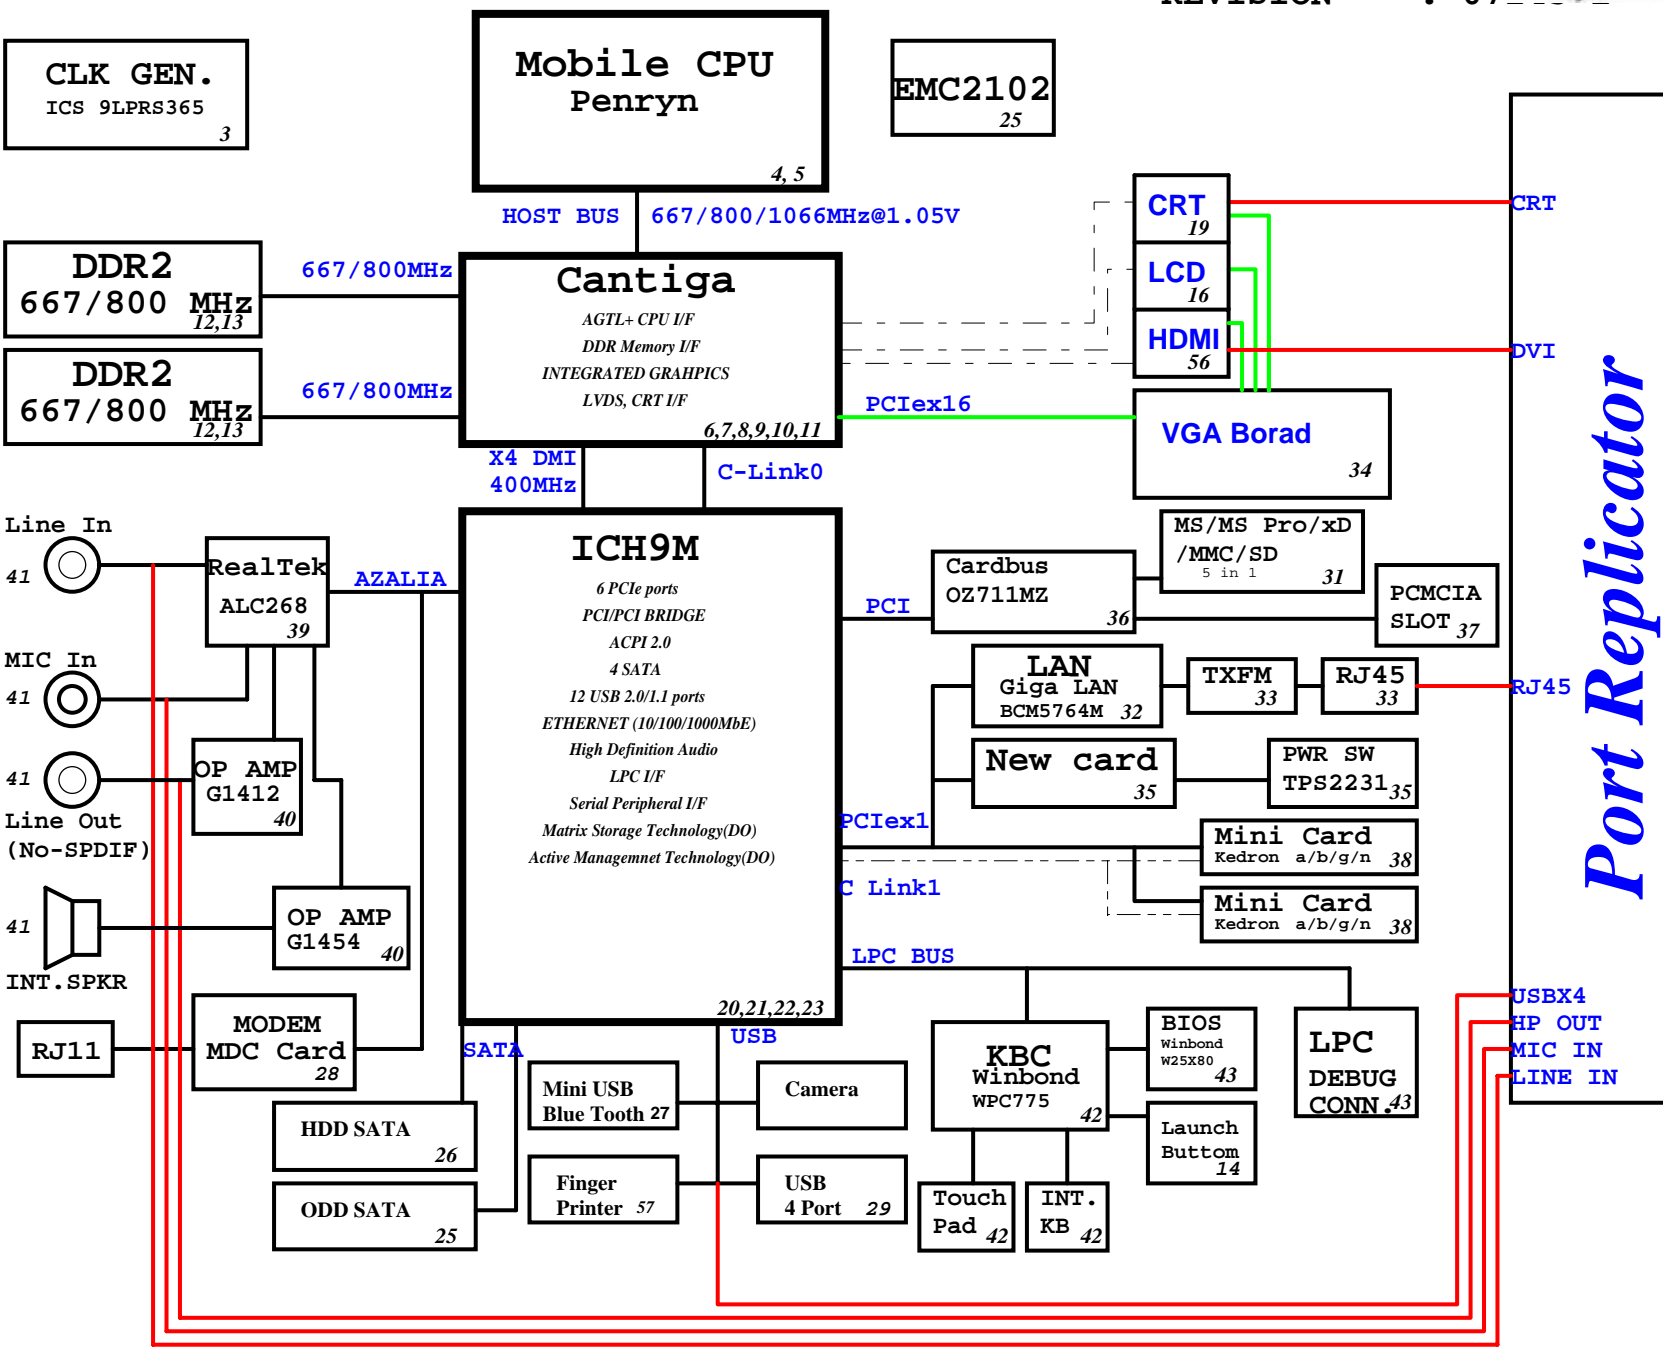 CLK GEN.
ICS 9LPRS365
3
Mobile CPU
Penryn
4, 5
EMC2102
25
HOST BUS
667/800/1066MHz@1.05V
DDR2
667/800 MHz
12,13
667/800MHz
DDR2
667/800 MHz
12,13
667/800MHz
Cantiga
AGTL+ CPU I/F
DDR Memory I/F
INTEGRATED GRAHPICS
LVDS, CRT I/F
6,7,8,9,10,11
CRT
19
LCD
16
HDMI
56
PCIex16
VGA Borad
34
X4 DMI
400MHz
C-Link0
ICH9M
6 PCIe ports
PCI/PCI BRIDGE
ACPI 2.0
4 SATA
12 USB 2.0/1.1 ports
ETHERNET (10/100/1000MbE)
High Definition Audio
LPC I/F
Serial Peripheral I/F
Matrix Storage Technology(DO)
Active Managemnet Technology(DO)
20,21,22,23
Line In
41
RealTek
ALC268
39
AZALIA
MIC In
41
41
Line Out
(No-SPDIF)
OP AMP
G1412
40
41
INT.SPKR
OP AMP
G1454
40
RJ11
MODEM
MDC Card
28
SATA
USB
HDD SATA
26
ODD SATA
25
Mini USB
Blue Tooth 27
Camera
Finger
Printer 57
USB
4 Port 29
PCI
Cardbus
OZ711MZ
36
MS/MS Pro/xD
/MMC/SD
5 in 1
31
PCMCIA
SLOT 37
LAN
Giga LAN
BCM5764M 32
TXFM
33
RJ45
33
New card
35
PWR SW
TPS2231 35
PCIex1
Mini Card
Kedron a/b/g/n 38
C Link1
Mini Card
Kedron a/b/g/n 38
LPC BUS
KBC
Winbond
WPC775
42
BIOS
Winbond
W25X80
43
Launch
Buttom
14
LPC
DEBUG
CONN. 43
Touch
Pad 42
INT.
KB 42
CRT
DVI
RJ45
Port Replicator
USBX4
HP OUT
MIC IN
LINE IN